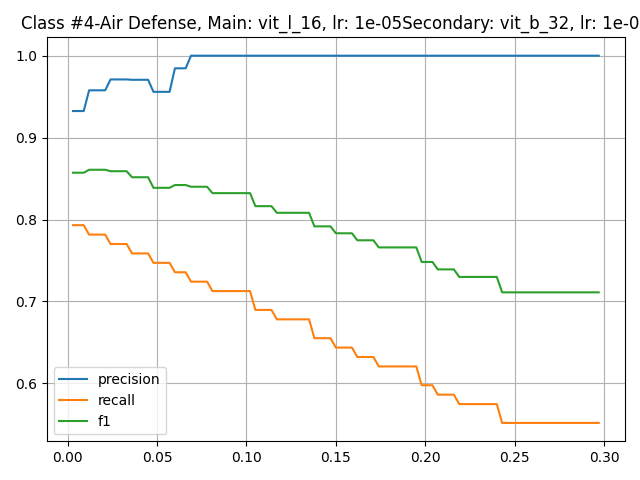 Class #4-Air Defense, Main: vit_l_16, lr: 1e-05Secondary: vit_b_32, lr: 1e-0
1.0
0.9
0.8
0.7
0.6
precision
recall
f1
0.00 0.05 0.10 0.15 0.20 0.25 0.30